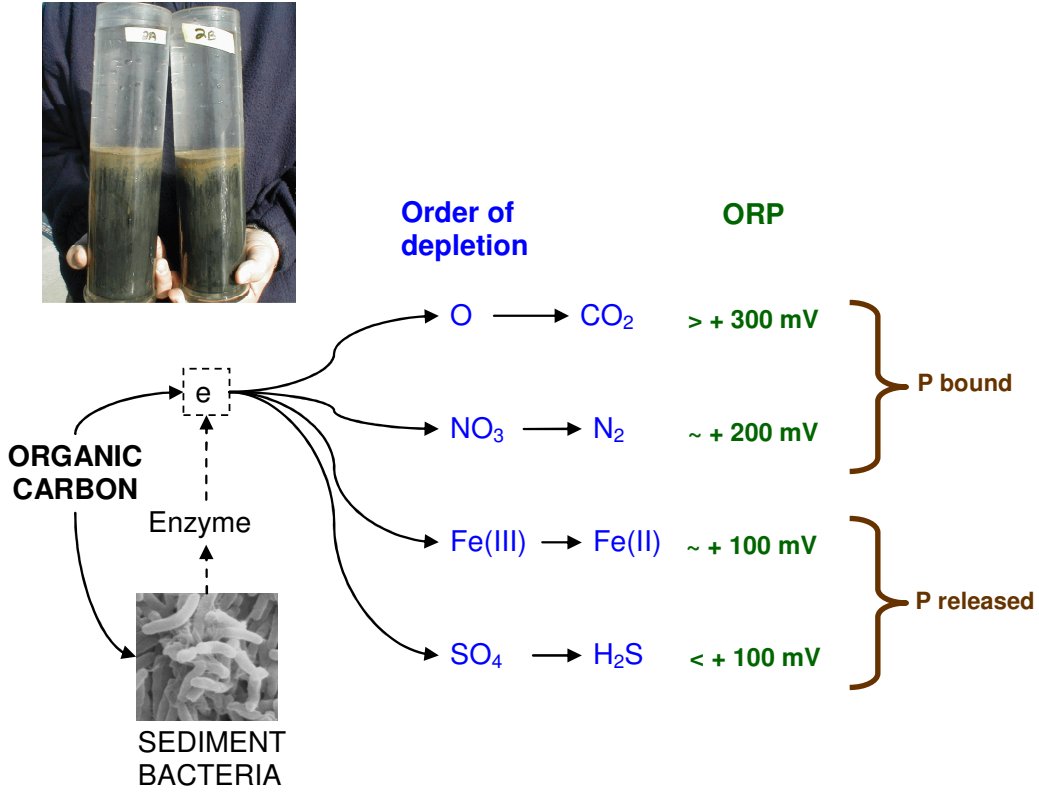 2A
2B
Order of
depletion
ORP
O
CO₂
> + 300 mV
P bound
e
NO₃
N₂
~ + 200 mV
ORGANIC
CARBON
Enzyme
Fe(III)
Fe(II)
~ + 100 mV
P released
SO₄
H₂S
< + 100 mV
SEDIMENT
BACTERIA